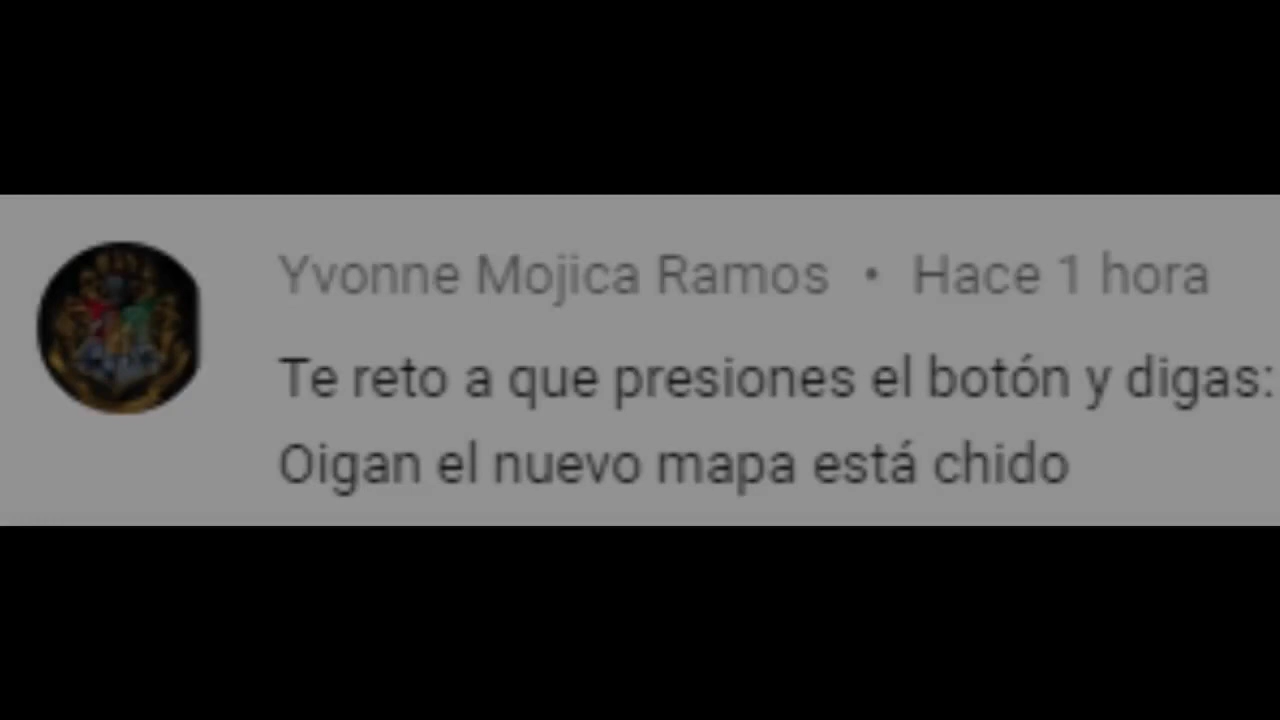 Yvonne Mojica Ramos • Hace 1 hora
Te reto a que presiones el botón y digas:
Oigan el nuevo mapa está chido